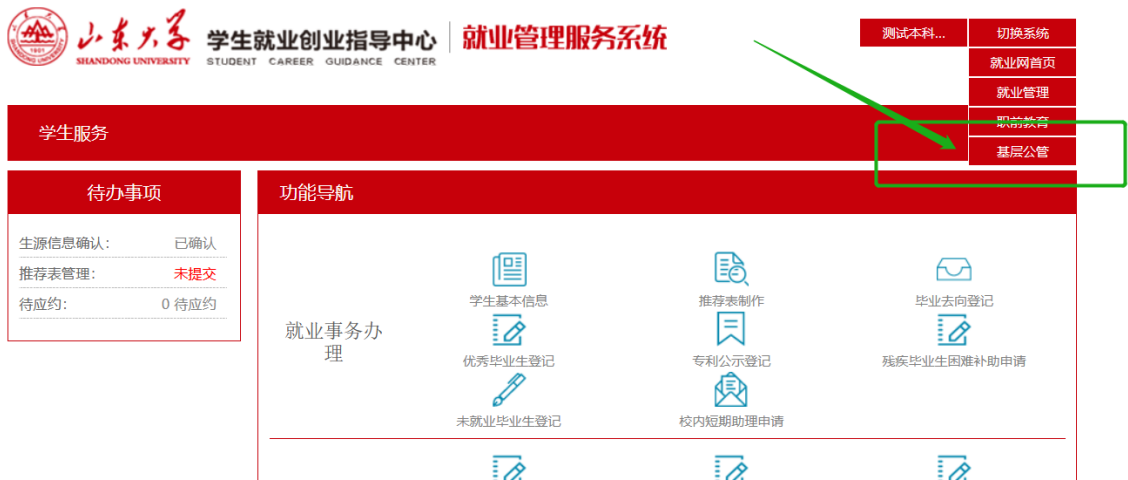 山东大学
SHANDONG UNIVERSITY
1901
学生就业创业指导中心
STUDENT CAREER GUIDANCE CENTER
就业管理服务系统
测试本科...
切换系统
就业网首页
就业管理
职前教育
基层公管
学生服务
待办事项
生源信息确认: 已确认
推荐表管理: 未提交
待应约: 0 待应约
功能导航
就业事务办
理
学生基本信息
推荐表制作
毕业去向登记
优秀毕业生登记
专利公示登记
残疾毕业生困难补助申请
未就业毕业生登记
校内短期助理申请